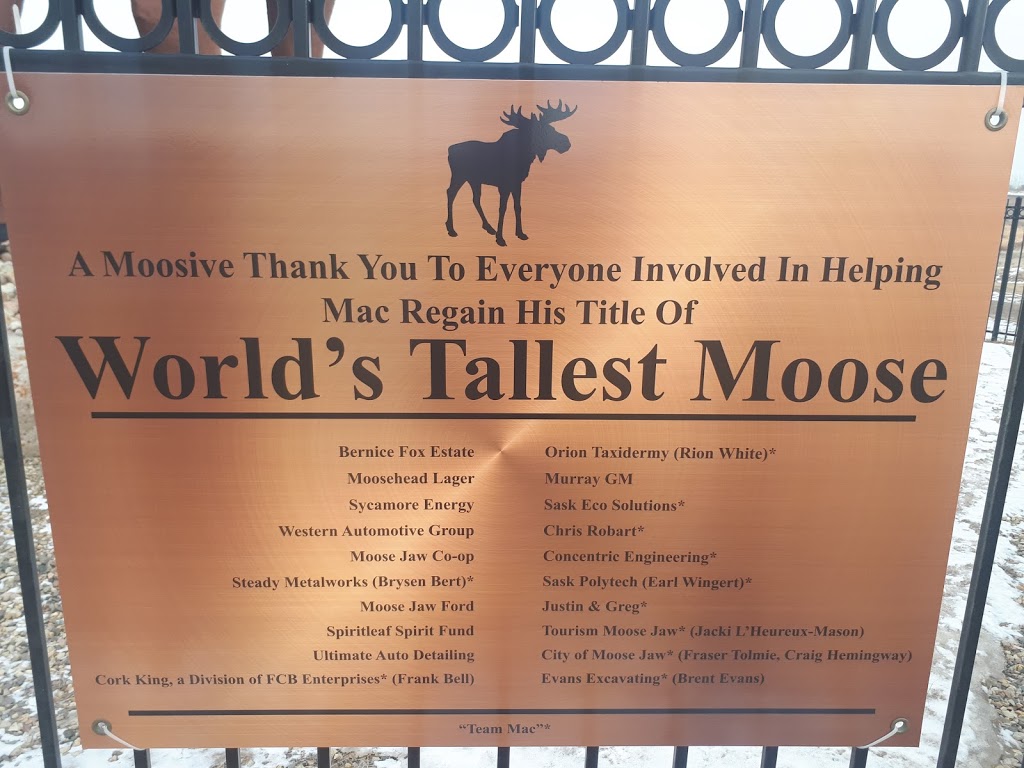 A Moosive Thank You To Everyone Involved In Helping
Mac Regain His Title Of
World's Tallest Moose
Bernice Fox Estate
Moosehead Lager
Sycamore Energy
Western Automotive Group
Moose Jaw Co-op
Steady Metalworks (Brysen Bert)*
Moose Jaw Ford
Spiritleaf Spirit Fund
Ultimate Auto Detailing
Cork King, a Division of FCB Enterprises* (Frank Bell)
Orion Taxidermy (Rion White)*
Murray GM
Sask Eco Solutions*
Chris Robart*
Concentric Engineering*
Sask Polytech (Earl Wingert)*
Justin & Greg*
Tourism Moose Jaw* (Jacki L'Heureux-Mason)
City of Moose Jaw* (Fraser Tolmie, Craig Hemingway)
Evans Excavating* (Brent Evans)
"Team Mac"*